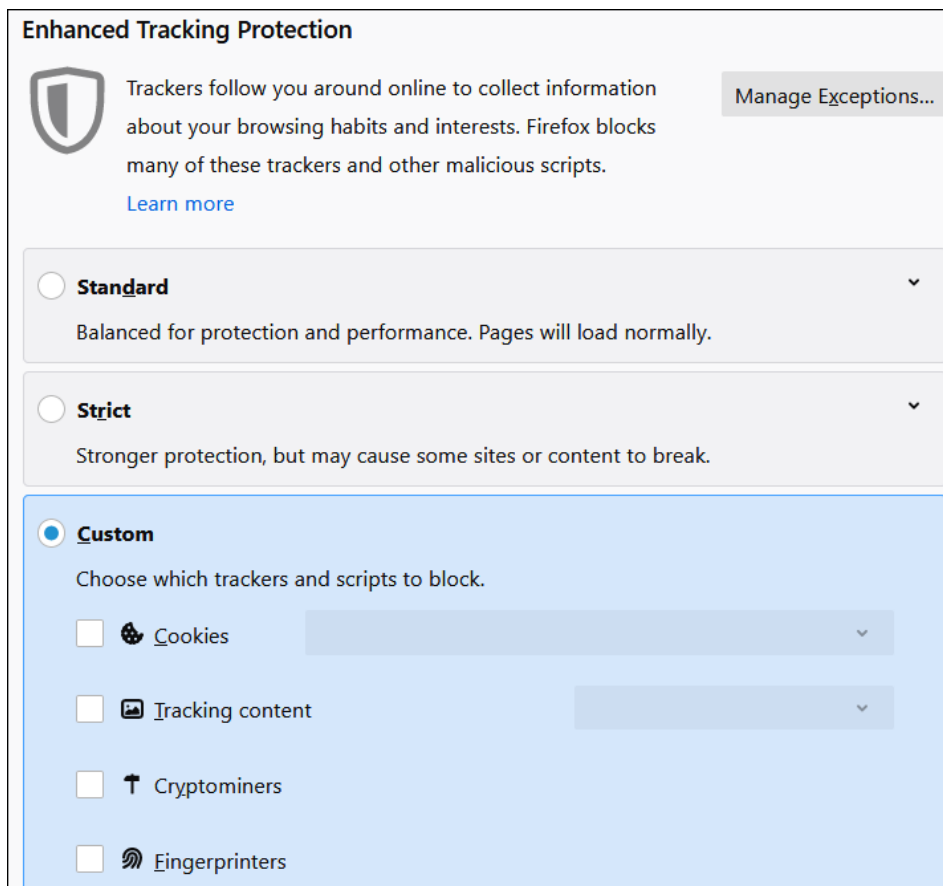 Enhanced Tracking Protection
Trackers follow you around online to collect information
about your browsing habits and interests. Firefox blocks
many of these trackers and other malicious scripts.
Learn more
Manage Exceptions...
Standard
Balanced for protection and performance. Pages will load normally.
Strict
Stronger protection, but may cause some sites or content to break.
Custom
Choose which trackers and scripts to block.
Cookies
Tracking content
Cryptominers
Fingerprinters